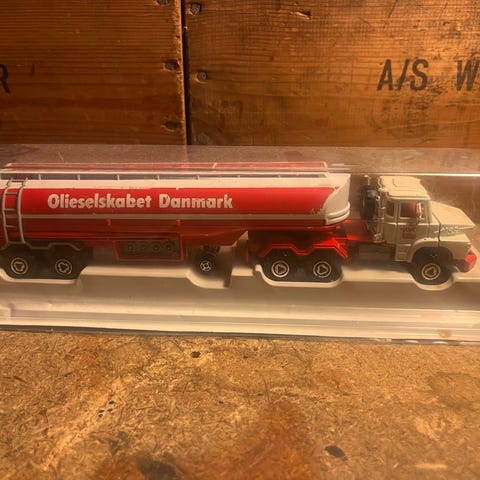 R
A/S W
Olieselskabet Danmark